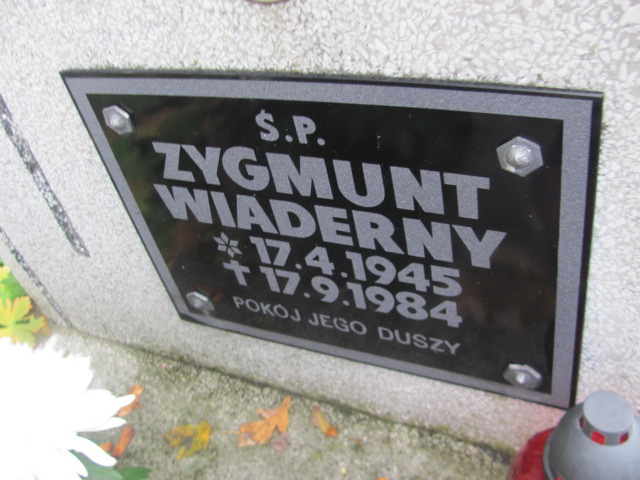 Ś.P.
ZYGMUNT
WIADERNY
* 17.4.1945
✝ 17.9.1984
POKÓJ JEGO DUSZY